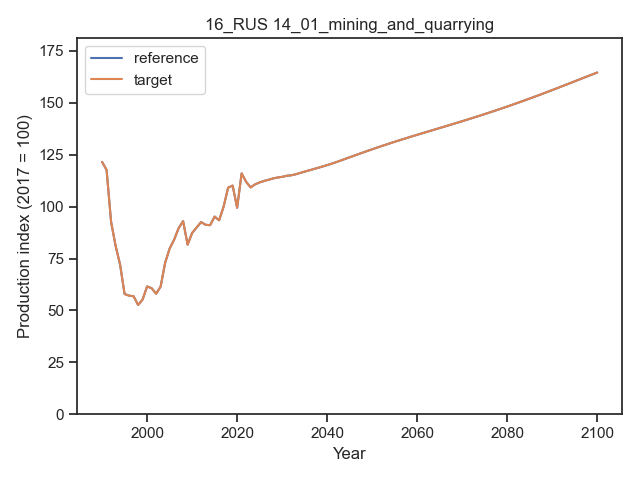 16_RUS 14_01_mining_and_quarrying
reference
target
Production index (2017 = 100)
175
150
125
100
75
50
25
0
2000
2020
2040
2060
2080
2100
Year